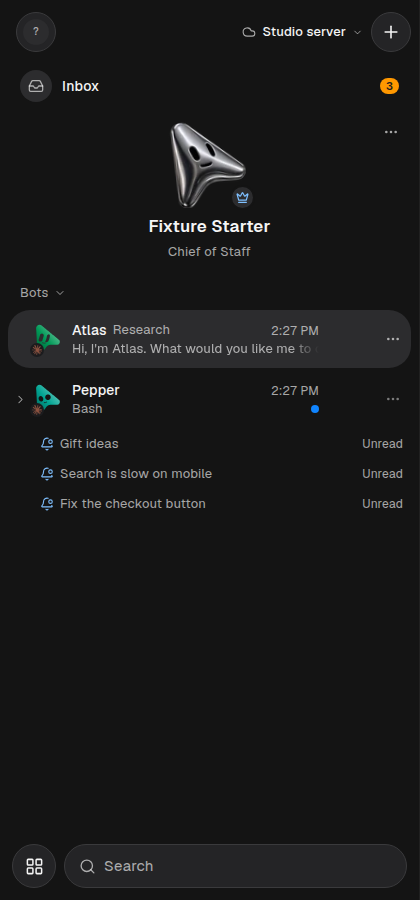 ?
Studio server
Inbox
3
Fixture Starter
Chief of Staff
Bots
Atlas Research 2:27 PM
Hi, I'm Atlas. What would you like me to
Pepper 2:27 PM
Bash
Gift ideas Unread
Search is slow on mobile Unread
Fix the checkout button Unread
Search